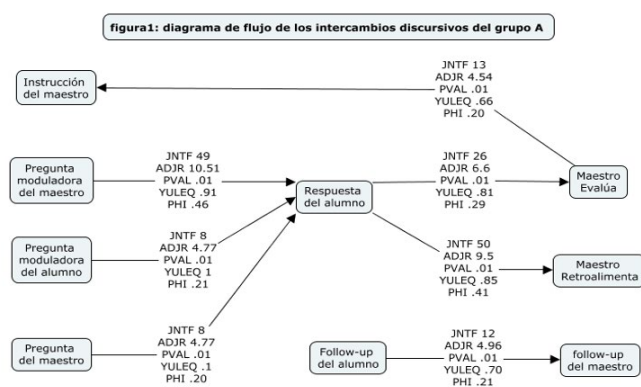 figura1: diagrama de flujo de los intercambios discursivos del grupo A
Instrucción
del maestro
JNTF 13
ADJR 4.54
PVAL .01
YULEQ .66
PHI .20
Pregunta
moduladora
del maestro
JNTF 49
ADJR 10.51
PVAL .01
YULEQ .91
PHI .46
Respuesta
del alumno
JNTF 26
ADJR 6.6
PVAL .01
YULEQ .81
PHI .29
Maestro
Evalúa
Pregunta
moduladora
del alumno
JNTF 8
ADJR 4.77
PVAL .01
YULEQ 1
PHI .21
JNTF 50
ADJR 9.5
PVAL .01
YULEQ .85
PHI .41
Maestro
Retroalimenta
Pregunta
del maestro
JNTF 8
ADJR 4.77
PVAL .01
YULEQ .1
PHI .20
Follow-up
del alumno
JNTF 12
ADJR 4.96
PVAL .01
YULEQ .70
PHI .21
follow-up
del maestro